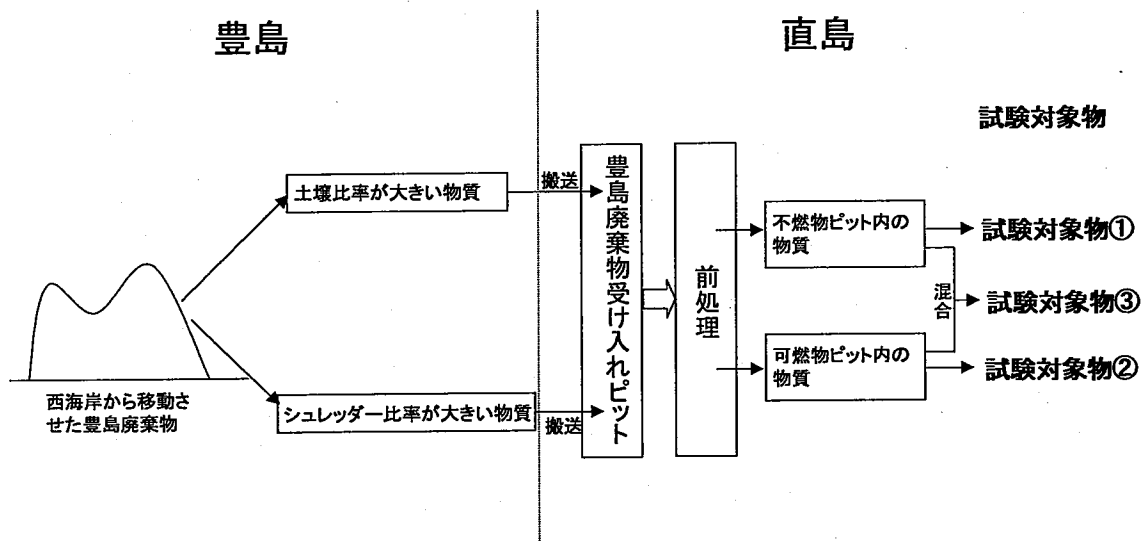 豊島
直島
試験対象物
土壌比率が大きい物質
搬送
豊島廃棄物受け入れピット
前処理
不燃物ピット内の
物質
試験対象物①
混合
試験対象物③
可燃物ピット内の
物質
試験対象物②
西海岸から移動さ
せた豊島廃棄物
シュレッダー比率が大きい物質
搬送